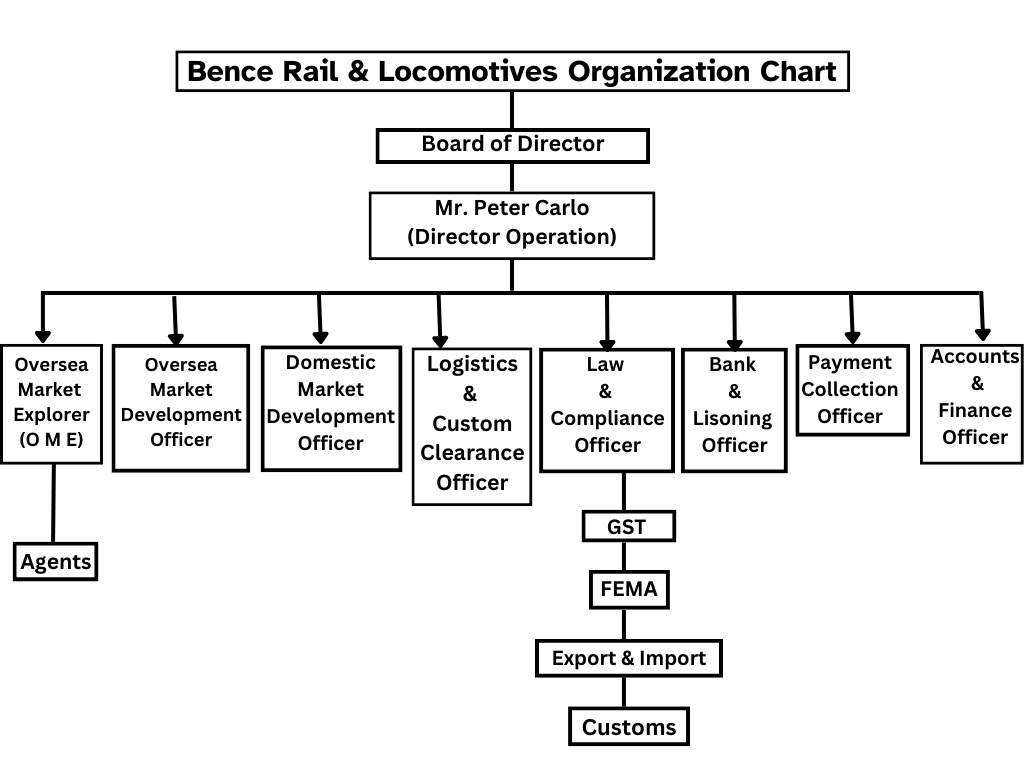 Bence Rail & Locomotives Organization Chart
Board of Director
Mr. Peter Carlo
(Director Operation)
Oversea
Market
Explorer
(O M E)
Oversea
Market
Development
Officer
Domestic
Market
Development
Officer
Logistics
&
Custom
Clearance
Officer
Law
&
Compliance
Officer
Bank
&
Lisoning
Officer
Payment
Collection
Officer
Accounts
&
Finance
Officer
Agents
GST
FEMA
Export & Import
Customs